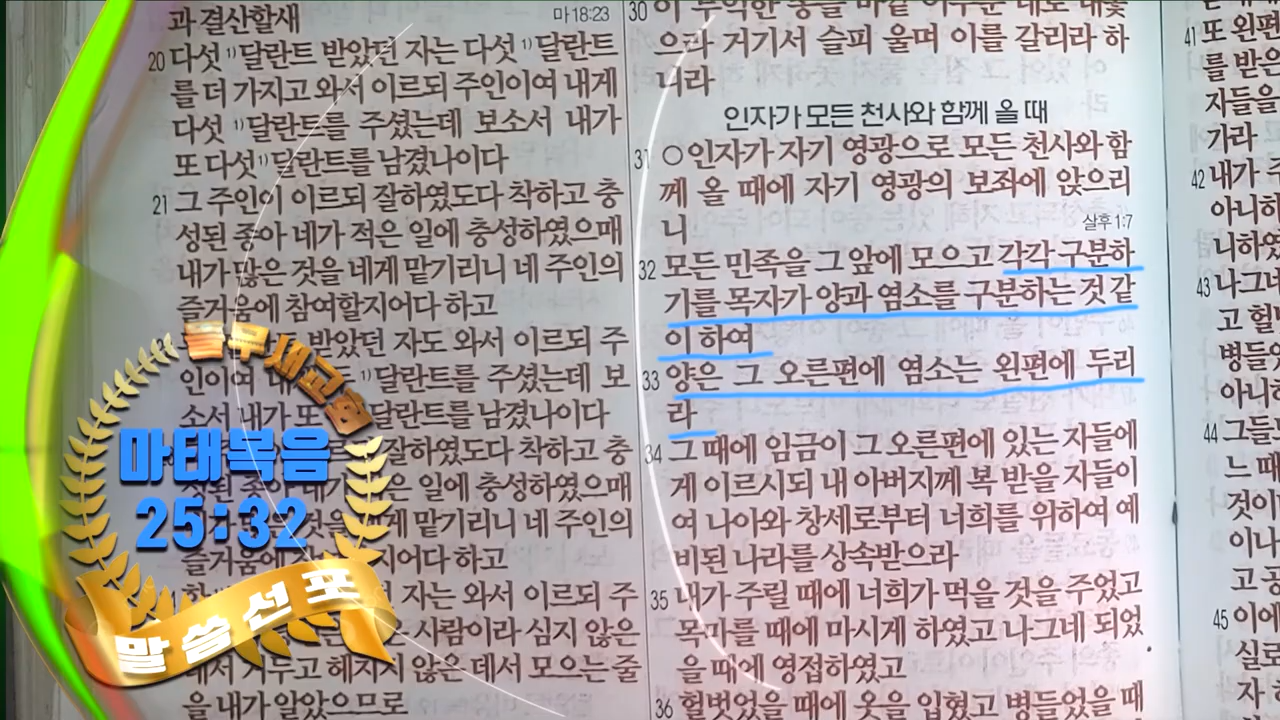 과 결산할새
마 18:23
20 다섯 1)달란트 받았던 자는 다섯 1)달란트
를 더 가지고 와서 이르되 주인이여 내게
다섯 1)달란트를 주셨는데 보소서 내가
또 다섯 1)달란트를 남겼나이다
21 그 주인이 이르되 잘하였도다 착하고 충
성된 종아 네가 적은 일에 충성하였으매
내가 많은 것을 네게 맡기리니 네 주인의
즐거움에 참여할지어다 하고
받았던 자도 와서 이르되 주
인이여 내 1)달란트를 주셨는데 보
소서 내가 또 달란트를 남겼나이다
잘하였도다 착하고 충
은 일에 충성하였으매
것을 네게 맡기리니 네 주인의
즐거움에 지어다 하고
자는 와서 이르되 주
사람이라 심지 않은
데서 거두고 헤치지 않은 데서 모으는 줄
을 내가 알았으므로
30 이 무익한 종을 바깥 어두운 데로 내쫓
으라 거기서 슬피 울며 이를 갈리라 하
니라
인자가 모든 천사와 함께 올 때
31 ○인자가 자기 영광으로 모든 천사와 함
께 올 때에 자기 영광의 보좌에 앉으리
니
살후 1:7
32 모든 민족을 그 앞에 모으고 각각 구분하
기를 목자가 양과 염소를 구분하는 것 같
이 하여
33 양은 그 오른편에 염소는 왼편에 두리
라
34 그 때에 임금이 그 오른편에 있는 자들에
게 이르시되 내 아버지께 복 받을 자들이
여 나아와 창세로부터 너희를 위하여 예
비된 나라를 상속받으라
35 내가 주릴 때에 너희가 먹을 것을 주었고
목마를 때에 마시게 하였고 나그네 되었
을 때에 영접하였고
36 헐벗었을 때에 옷을 입혔고 병들었을 때
41 또 왼편
를 받은
자들을
가라
42 내가 주
아니하
니하였
43 나그네
고 헐
병들
아니하
44 그들
느 때
것이
이나
고 공
45 이에
실로
자
마태복음
25:32
말씀선포